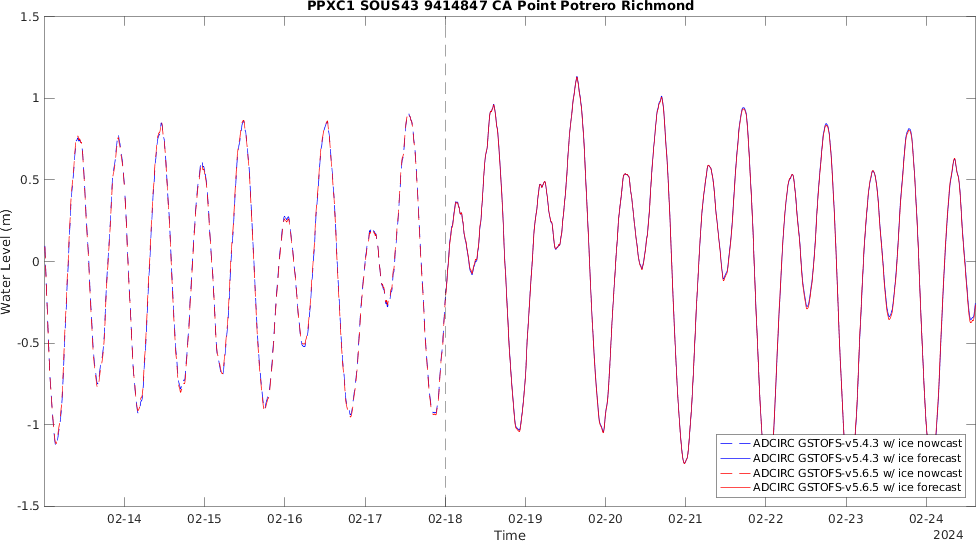 PPXC1 SOUS43 9414847 CA Point Potrero Richmond
1.5
1
0.5
0
-0.5
-1
-1.5
Water Level (m)
02-14 02-15 02-16 02-17 02-18 02-19 02-20 02-21 02-22 02-23 02-24
2024
Time
ADCIRC GSTOFS-v5.4.3 w/ ice nowcast
ADCIRC GSTOFS-v5.4.3 w/ ice forecast
ADCIRC GSTOFS-v5.6.5 w/ ice nowcast
ADCIRC GSTOFS-v5.6.5 w/ ice forecast